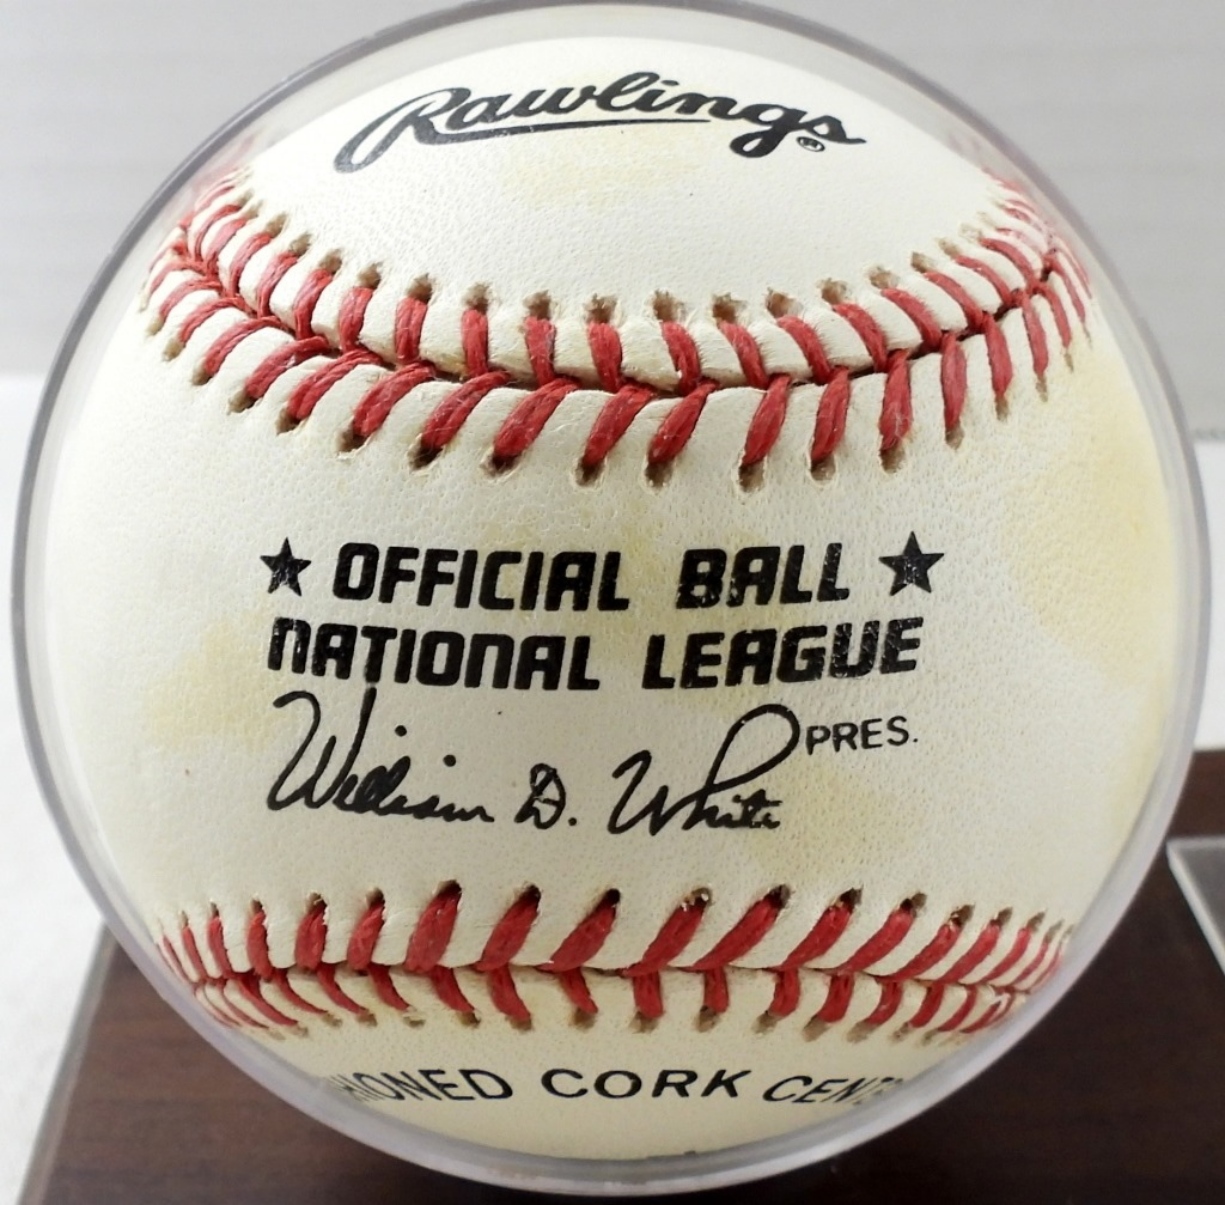 Rawlings®
★ OFFICIAL BALL ★
NATIONAL LEAGUE
William D. White PRES.
CORK